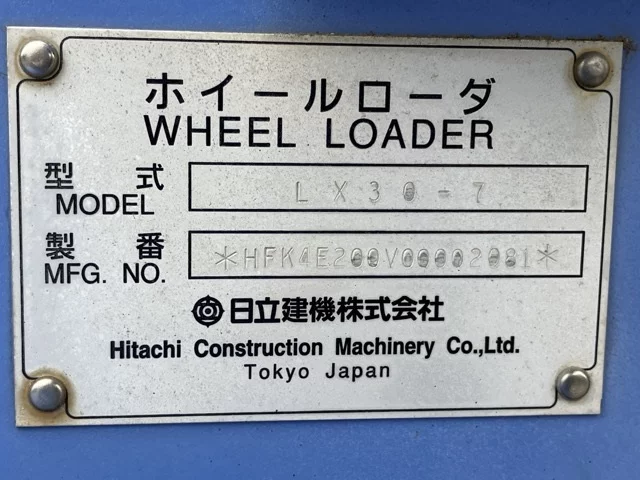 ホイールローダ
WHEEL LOADER
型式 LX30-7
MODEL
製番 *HFK4E200V00002081*
MFG. NO.
日立建機株式会社
Hitachi Construction Machinery Co.,Ltd.
Tokyo Japan